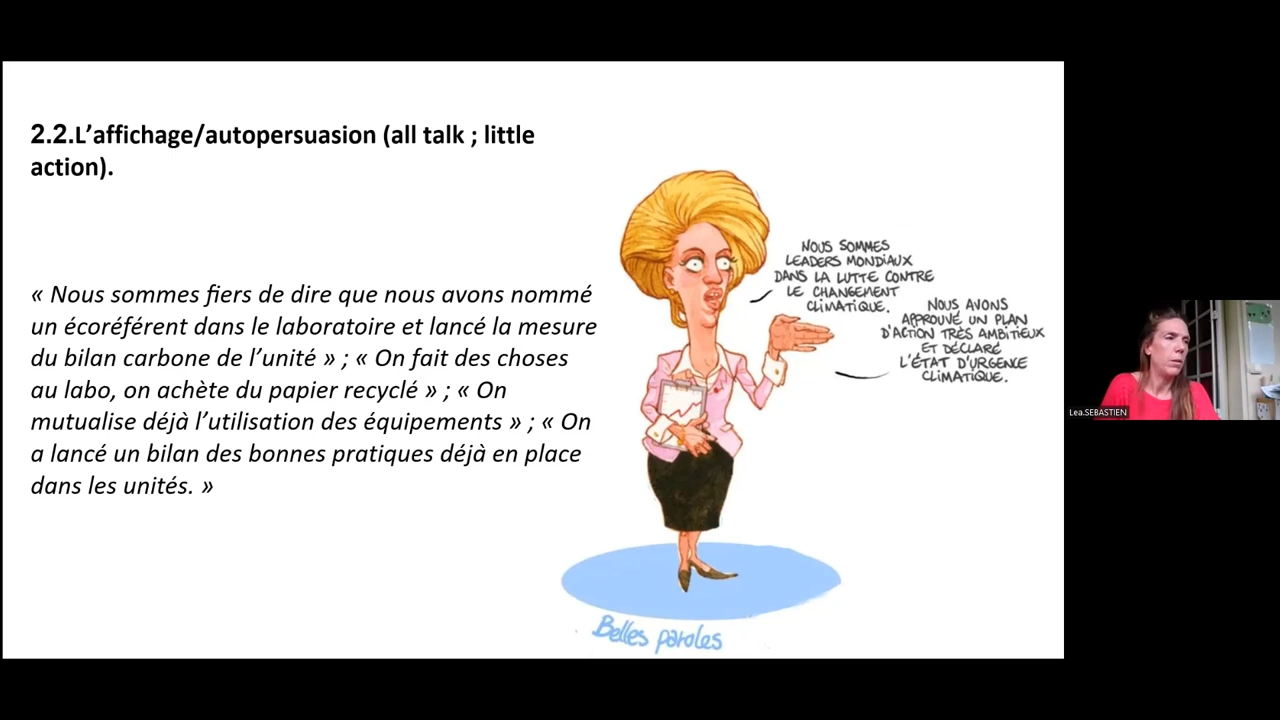 2.2.L’affichage/autopersuasion (all talk ; little
action).
« Nous sommes fiers de dire que nous avons nommé
un écoréférent dans le laboratoire et lancé la mesure
du bilan carbone de l’unité » ; « On fait des choses
au labo, on achète du papier recyclé » ; « On
mutualise déjà l’utilisation des équipements » ; « On
a lancé un bilan des bonnes pratiques déjà en place
dans les unités. »
NOUS SOMMES
LEADERS MONDIAUX
DANS LA LUTTE CONTRE
LE CHANGEMENT
CLIMATIQUE.
NOUS AVONS
APPROUVÉ UN PLAN
D'ACTION TRÈS AMBITIEUX
ET DÉCLARÉ
L'ÉTAT D'URGENCE
CLIMATIQUE.
Belles paroles
Lea.SEBASTIEN